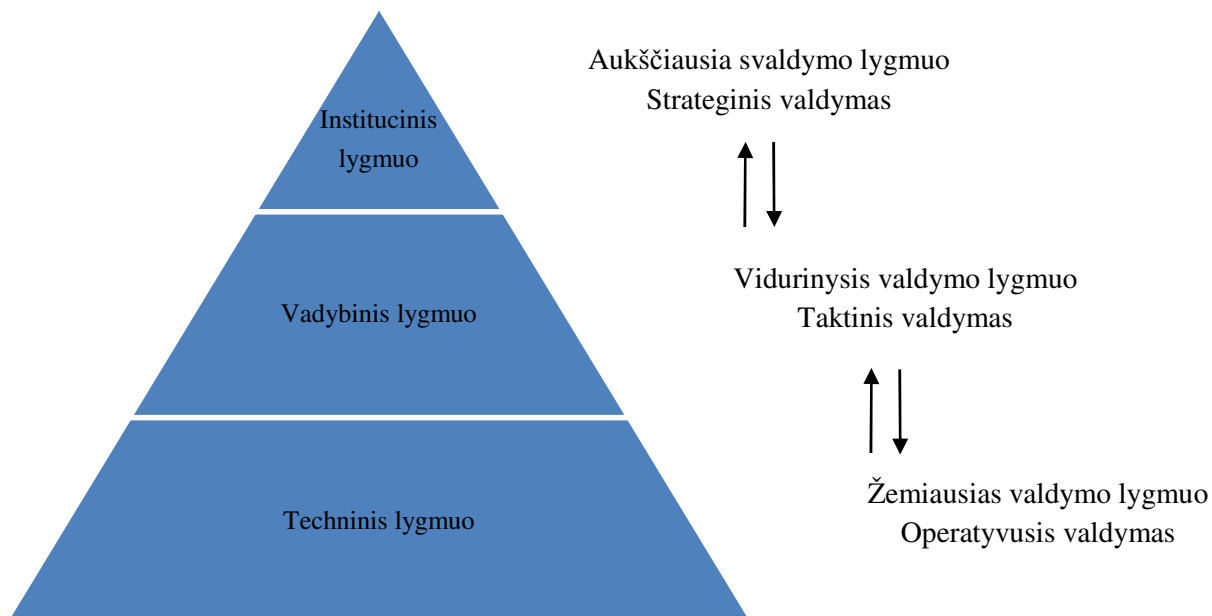 Institucinis
lygmuo
Aukščiausia svaldymo lygmuo
Strateginis valdymas
Vadybinis lygmuo
Vidurinysis valdymo lygmuo
Taktinis valdymas
Techninis lygmuo
Žemiausias valdymo lygmuo
Operatyvusis valdymas